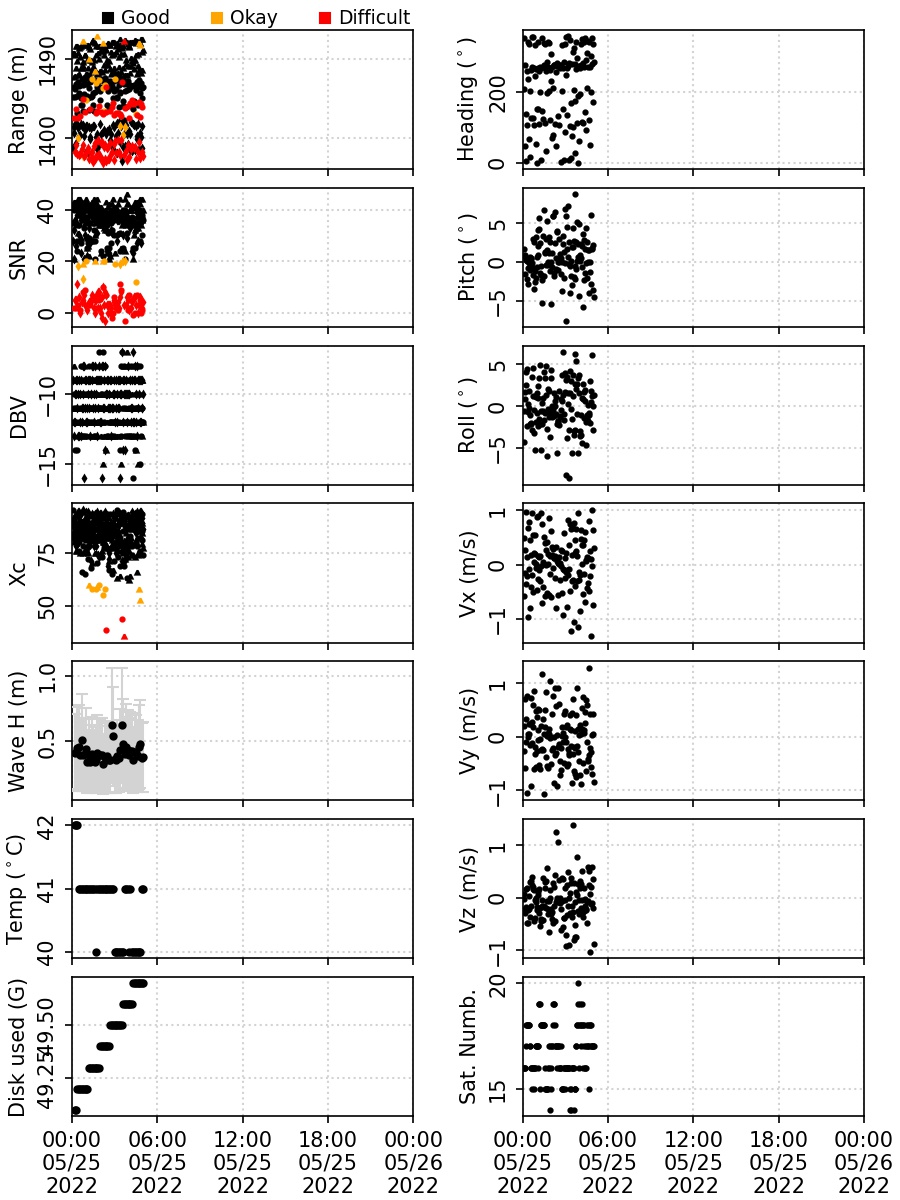 Good Okay Difficult
Range (m)
1490
1400
Heading (°)
200
0
SNR
40
20
0
Pitch (°)
5
0
−5
DBV
−10
−15
Roll (°)
5
0
−5
Xc
75
50
Vx (m/s)
1
0
−1
Wave H (m)
1.0
0.5
Vy (m/s)
1
0
−1
Temp (°C)
42
41
40
Vz (m/s)
1
0
−1
Disk used (G)
49.50
49.25
Sat. Numb.
20
15
00:00 06:00 12:00 18:00 00:00 00:00 06:00 12:00 18:00 00:00
05/25 05/25 05/25 05/25 05/26 05/25 05/25 05/25 05/25 05/26
2022 2022 2022 2022 2022 2022 2022 2022 2022 2022